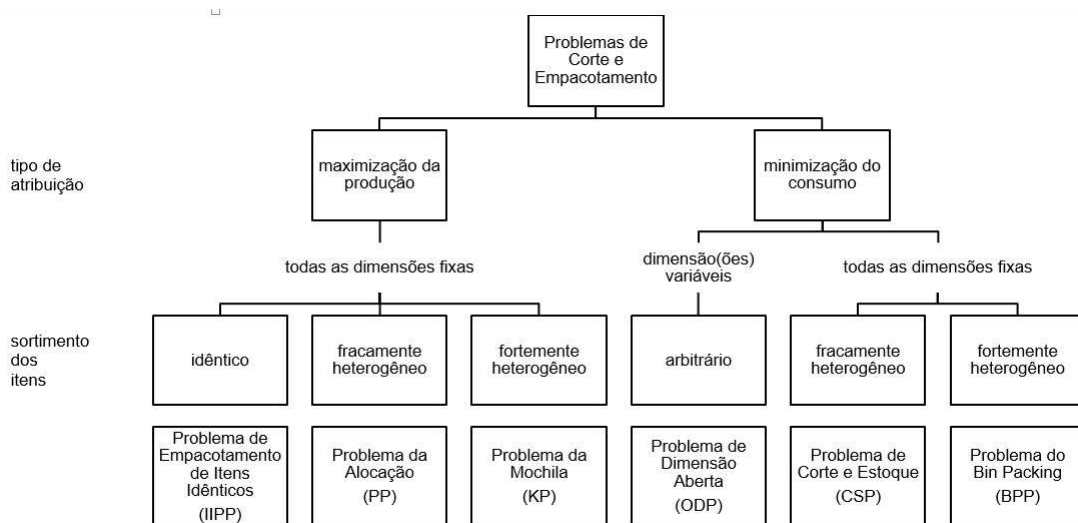 Problemas de
Corte e
Empacotamento
tipo de
atribuição
maximização da
produção
minimização do
consumo
todas as dimensões fixas
dimensão(ões)
variáveis
todas as dimensões fixas
sortimento
dos
itens
idêntico
fracamente
heterogêneo
fortemente
heterogêneo
arbitrário
fracamente
heterogêneo
fortemente
heterogêneo
Problema de
Empacotamento
de Itens
Idênticos
(IIPP)
Problema da
Alocação
(PP)
Problema da
Mochila
(KP)
Problema de
Dimensão
Aberta
(ODP)
Problema de
Corte e Estoque
(CSP)
Problema do
Bin Packing
(BPP)